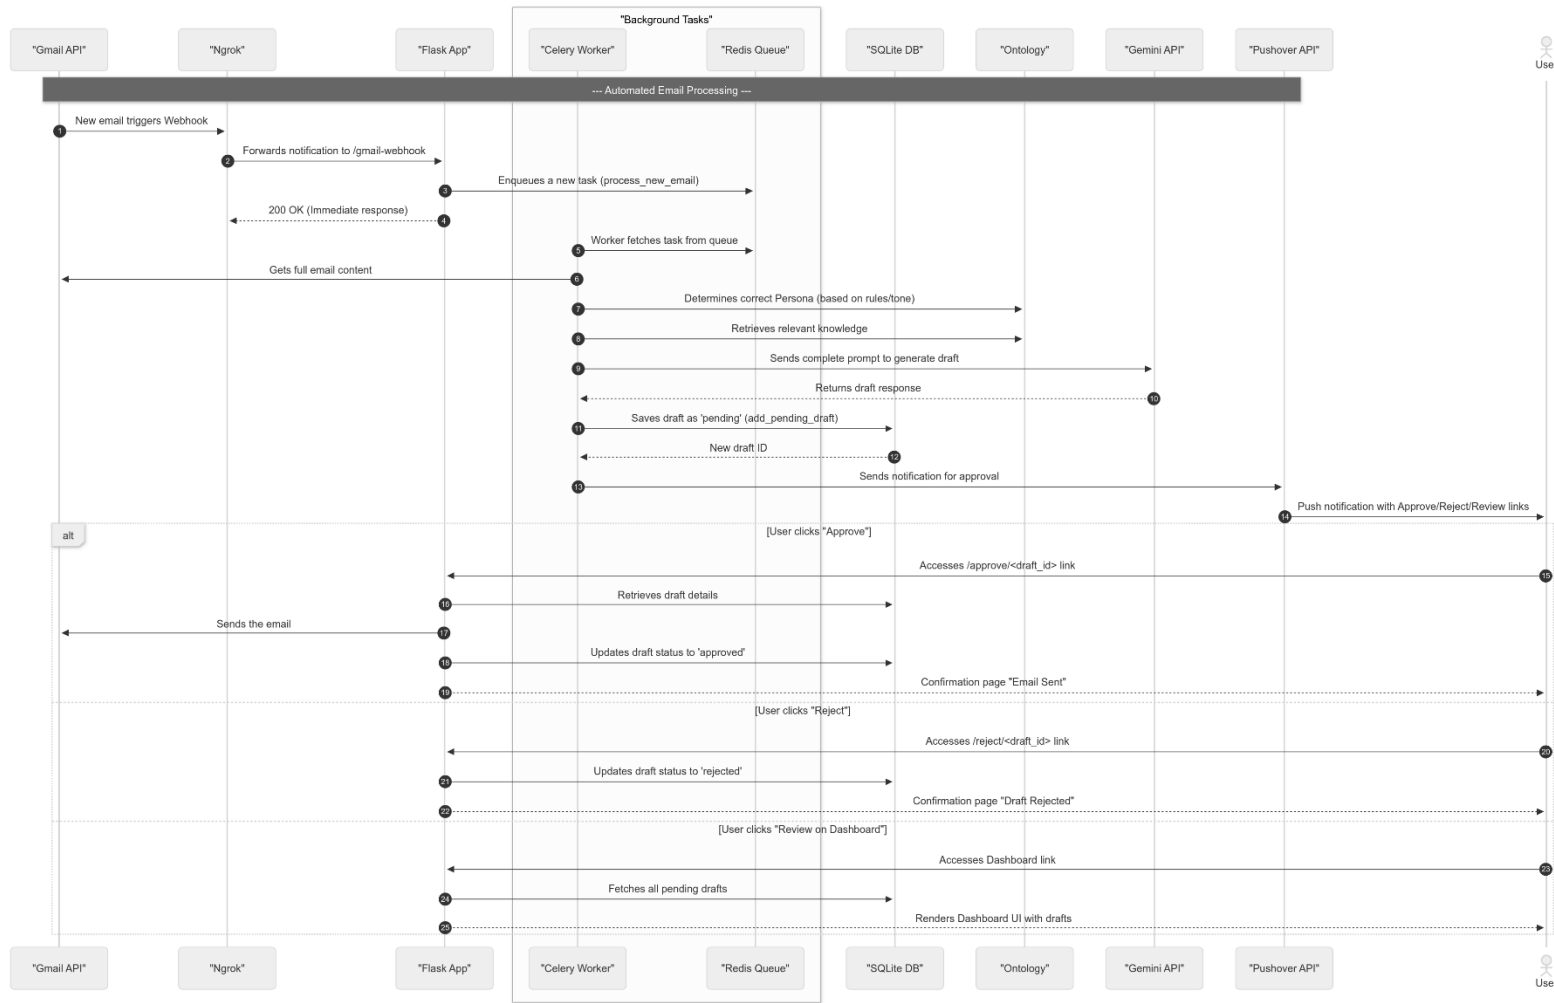 "Background Tasks"
"Gmail API"
"Ngrok"
"Flask App"
"Celery Worker"
"Redis Queue"
"SQLite DB"
"Ontology"
"Gemini API"
"Pushover API"
Use
--- Automated Email Processing ---
New email triggers Webhook
1
Forwards notification to /gmail-webhook
2
Enqueues a new task (process_new_email)
3
200 OK (Immediate response)
4
Worker fetches task from queue
5
Gets full email content
6
Determines correct Persona (based on rules/tone)
7
Retrieves relevant knowledge
8
Sends complete prompt to generate draft
9
Returns draft response
10
Saves draft as 'pending' (add_pending_draft)
11
New draft ID
12
Sends notification for approval
13
Push notification with Approve/Reject/Review links
14
alt
[User clicks "Approve"]
Accesses /approve/<draft_id> link
15
Retrieves draft details
16
Sends the email
17
Updates draft status to 'approved'
18
Confirmation page "Email Sent"
19
[User clicks "Reject"]
Accesses /reject/<draft_id> link
20
Updates draft status to 'rejected'
21
Confirmation page "Draft Rejected"
22
[User clicks "Review on Dashboard"]
Accesses Dashboard link
23
Fetches all pending drafts
24
Renders Dashboard UI with drafts
25
"Gmail API"
"Ngrok"
"Flask App"
"Celery Worker"
"Redis Queue"
"SQLite DB"
"Ontology"
"Gemini API"
"Pushover API"
Use